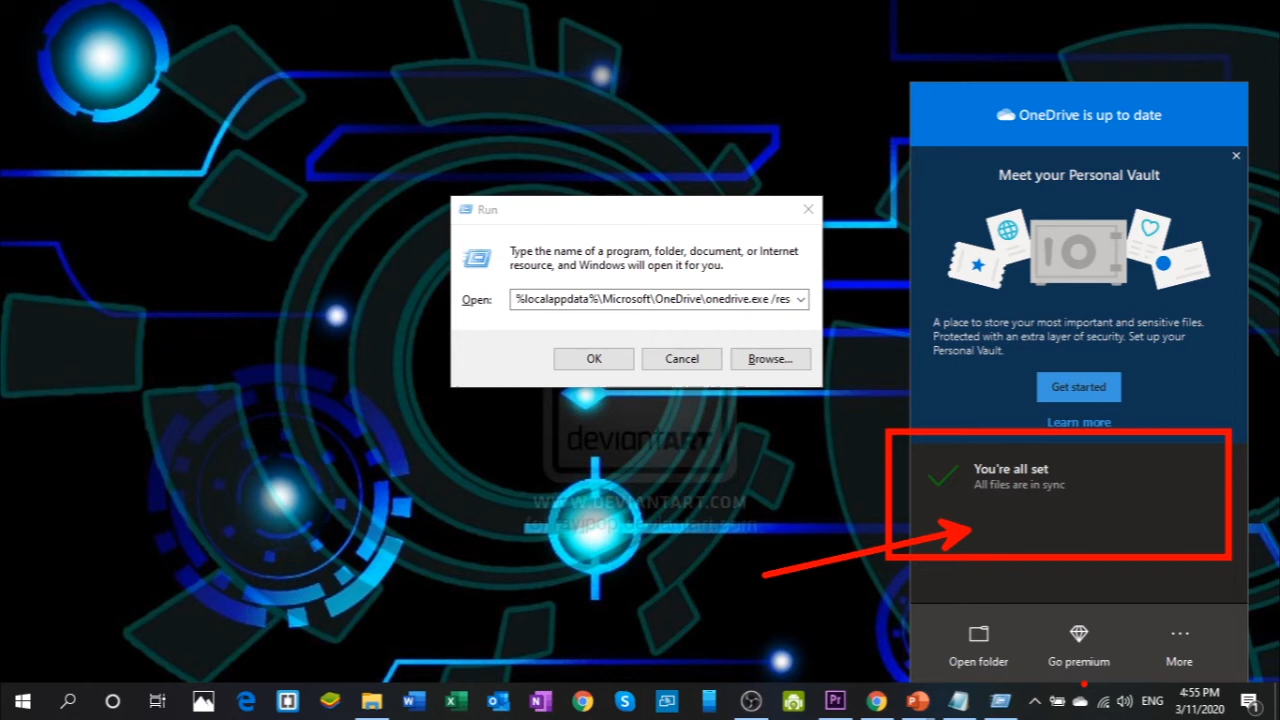 OneDrive is up to date
Meet your Personal Vault
A place to store your most important and sensitive files.
Protected with an extra layer of security. Set up your
Personal Vault.
Get started
Learn more
You're all set
All files are in sync
Open folder
Go premium
More
Run
Type the name of a program, folder, document, or Internet
resource, and Windows will open it for you.
Open:
%localappdata%\Microsoft\OneDrive\onedrive.exe /res
OK
Cancel
Browse...
deviantART
WWW.DEVIANTART.COM
ENG
4:55 PM
3/11/2020
1